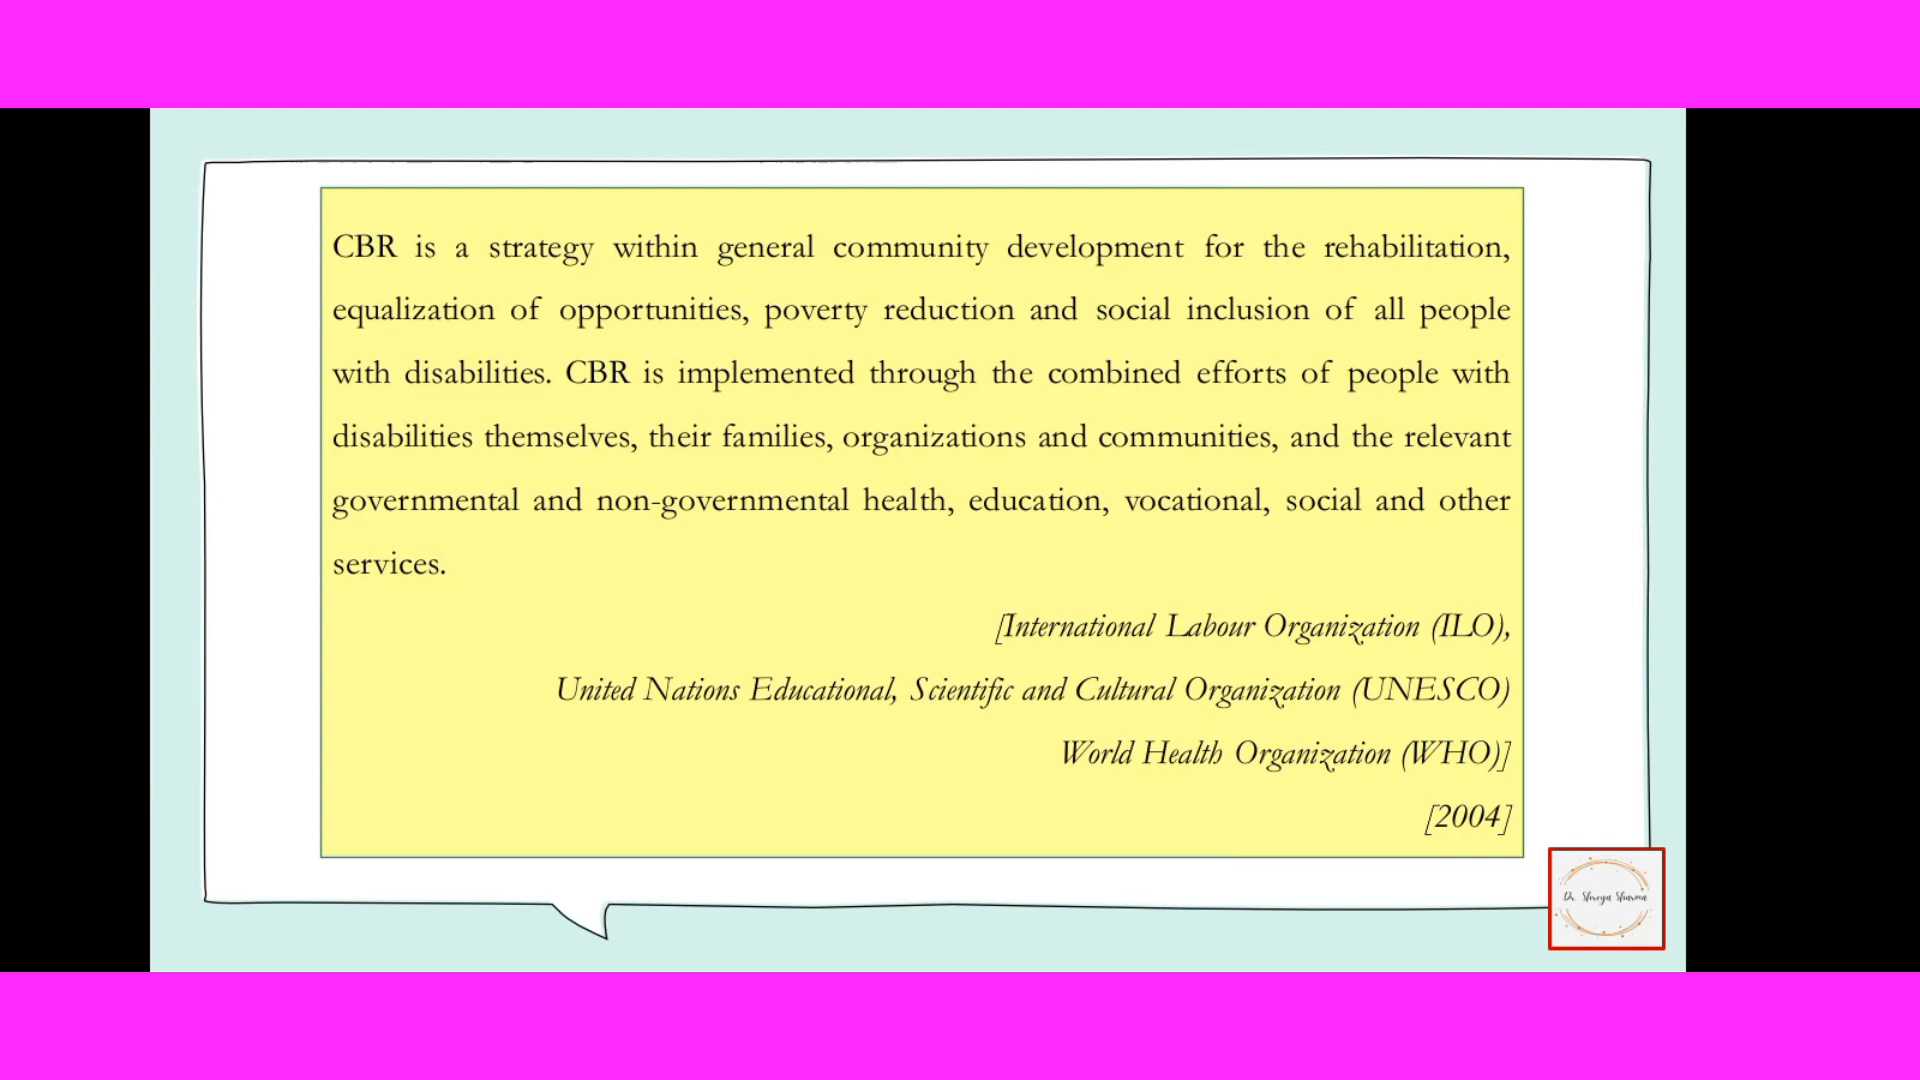 CBR is a strategy within general community development for the rehabilitation,
equalization of opportunities, poverty reduction and social inclusion of all people
with disabilities. CBR is implemented through the combined efforts of people with
disabilities themselves, their families, organizations and communities, and the relevant
governmental and non-governmental health, education, vocational, social and other
services.
[International Labour Organization (ILO),
United Nations Educational, Scientific and Cultural Organization (UNESCO)
World Health Organization (WHO)]
[2004]
Dr. Shreya Sharma